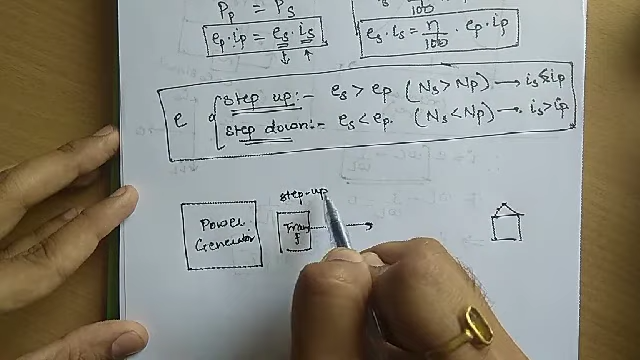 Pp = Ps
100
ep·ip = es·is
es·is = η/100 · ep·ip
e { step up:- es > ep (Ns > Np) → is < ip
step down:- es < ep. (Ns < Np) → is > ip
step-up
Power
Generator
Tran
f